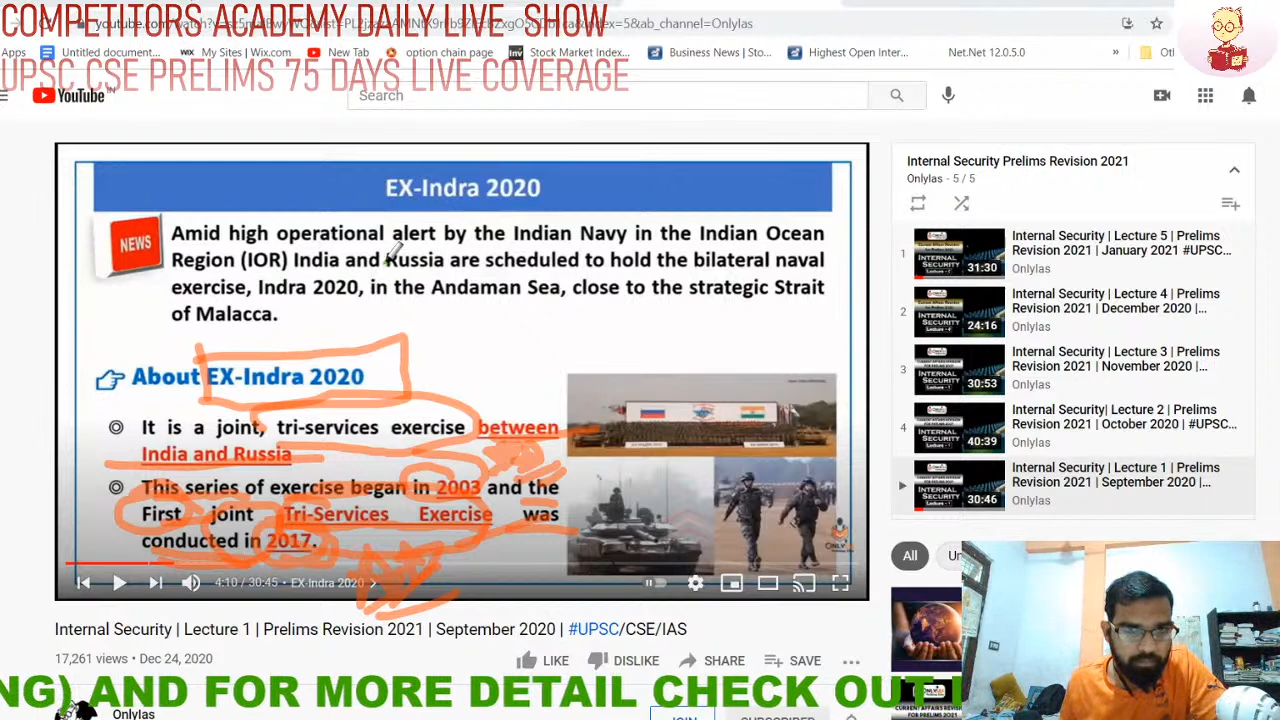 COMPETITORS ACADEMY DAILY LIVE SHOW
UPSC CSE PRELIMS 75 DAYS LIVE COVERAGE
ab_channel=OnlyIas
Apps
Untitled document...
My Sites | Wix.com
New Tab
option chain page
Stock Market Index...
Business News | Sto...
Highest Open Inter...
Net.Net 12.0.5.0
»
YouTube
Search
EX-Indra 2020
NEWS
Amid high operational alert by the Indian Navy in the Indian Ocean
Region (IOR) India and Russia are scheduled to hold the bilateral naval
exercise, Indra 2020, in the Andaman Sea, close to the strategic Strait
of Malacca.
About EX-Indra 2020
It is a joint, tri-services exercise between
India and Russia
This series of exercise began in 2003 and the
First joint Tri-Services Exercise was
conducted in 2017.
4:10 / 30:45 • EX-Indra 2020
Internal Security | Lecture 1 | Prelims Revision 2021 | September 2020 | #UPSC/CSE/IAS
17,261 views • Dec 24, 2020
LIKE
DISLIKE
SHARE
SAVE
...
Internal Security Prelims Revision 2021
OnlyIas - 5 / 5
1
31:30
Internal Security | Lecture 5 | Prelims
Revision 2021 | January 2021 #UPSC...
OnlyIas
2
24:16
Internal Security | Lecture 4 | Prelims
Revision 2021 | December 2020 |...
OnlyIas
3
30:53
Internal Security | Lecture 3 | Prelims
Revision 2021 | November 2020 |...
OnlyIas
4
40:39
Internal Security | Lecture 2 | Prelims
Revision 2021 | October 2020 | #UPSC...
OnlyIas
30:46
Internal Security | Lecture 1 | Prelims
Revision 2021 | September 2020 |...
OnlyIas
All
NG) AND FOR MORE DETAIL CHECK OUT
OnlyIas
JOIN
SUBSCRIBED